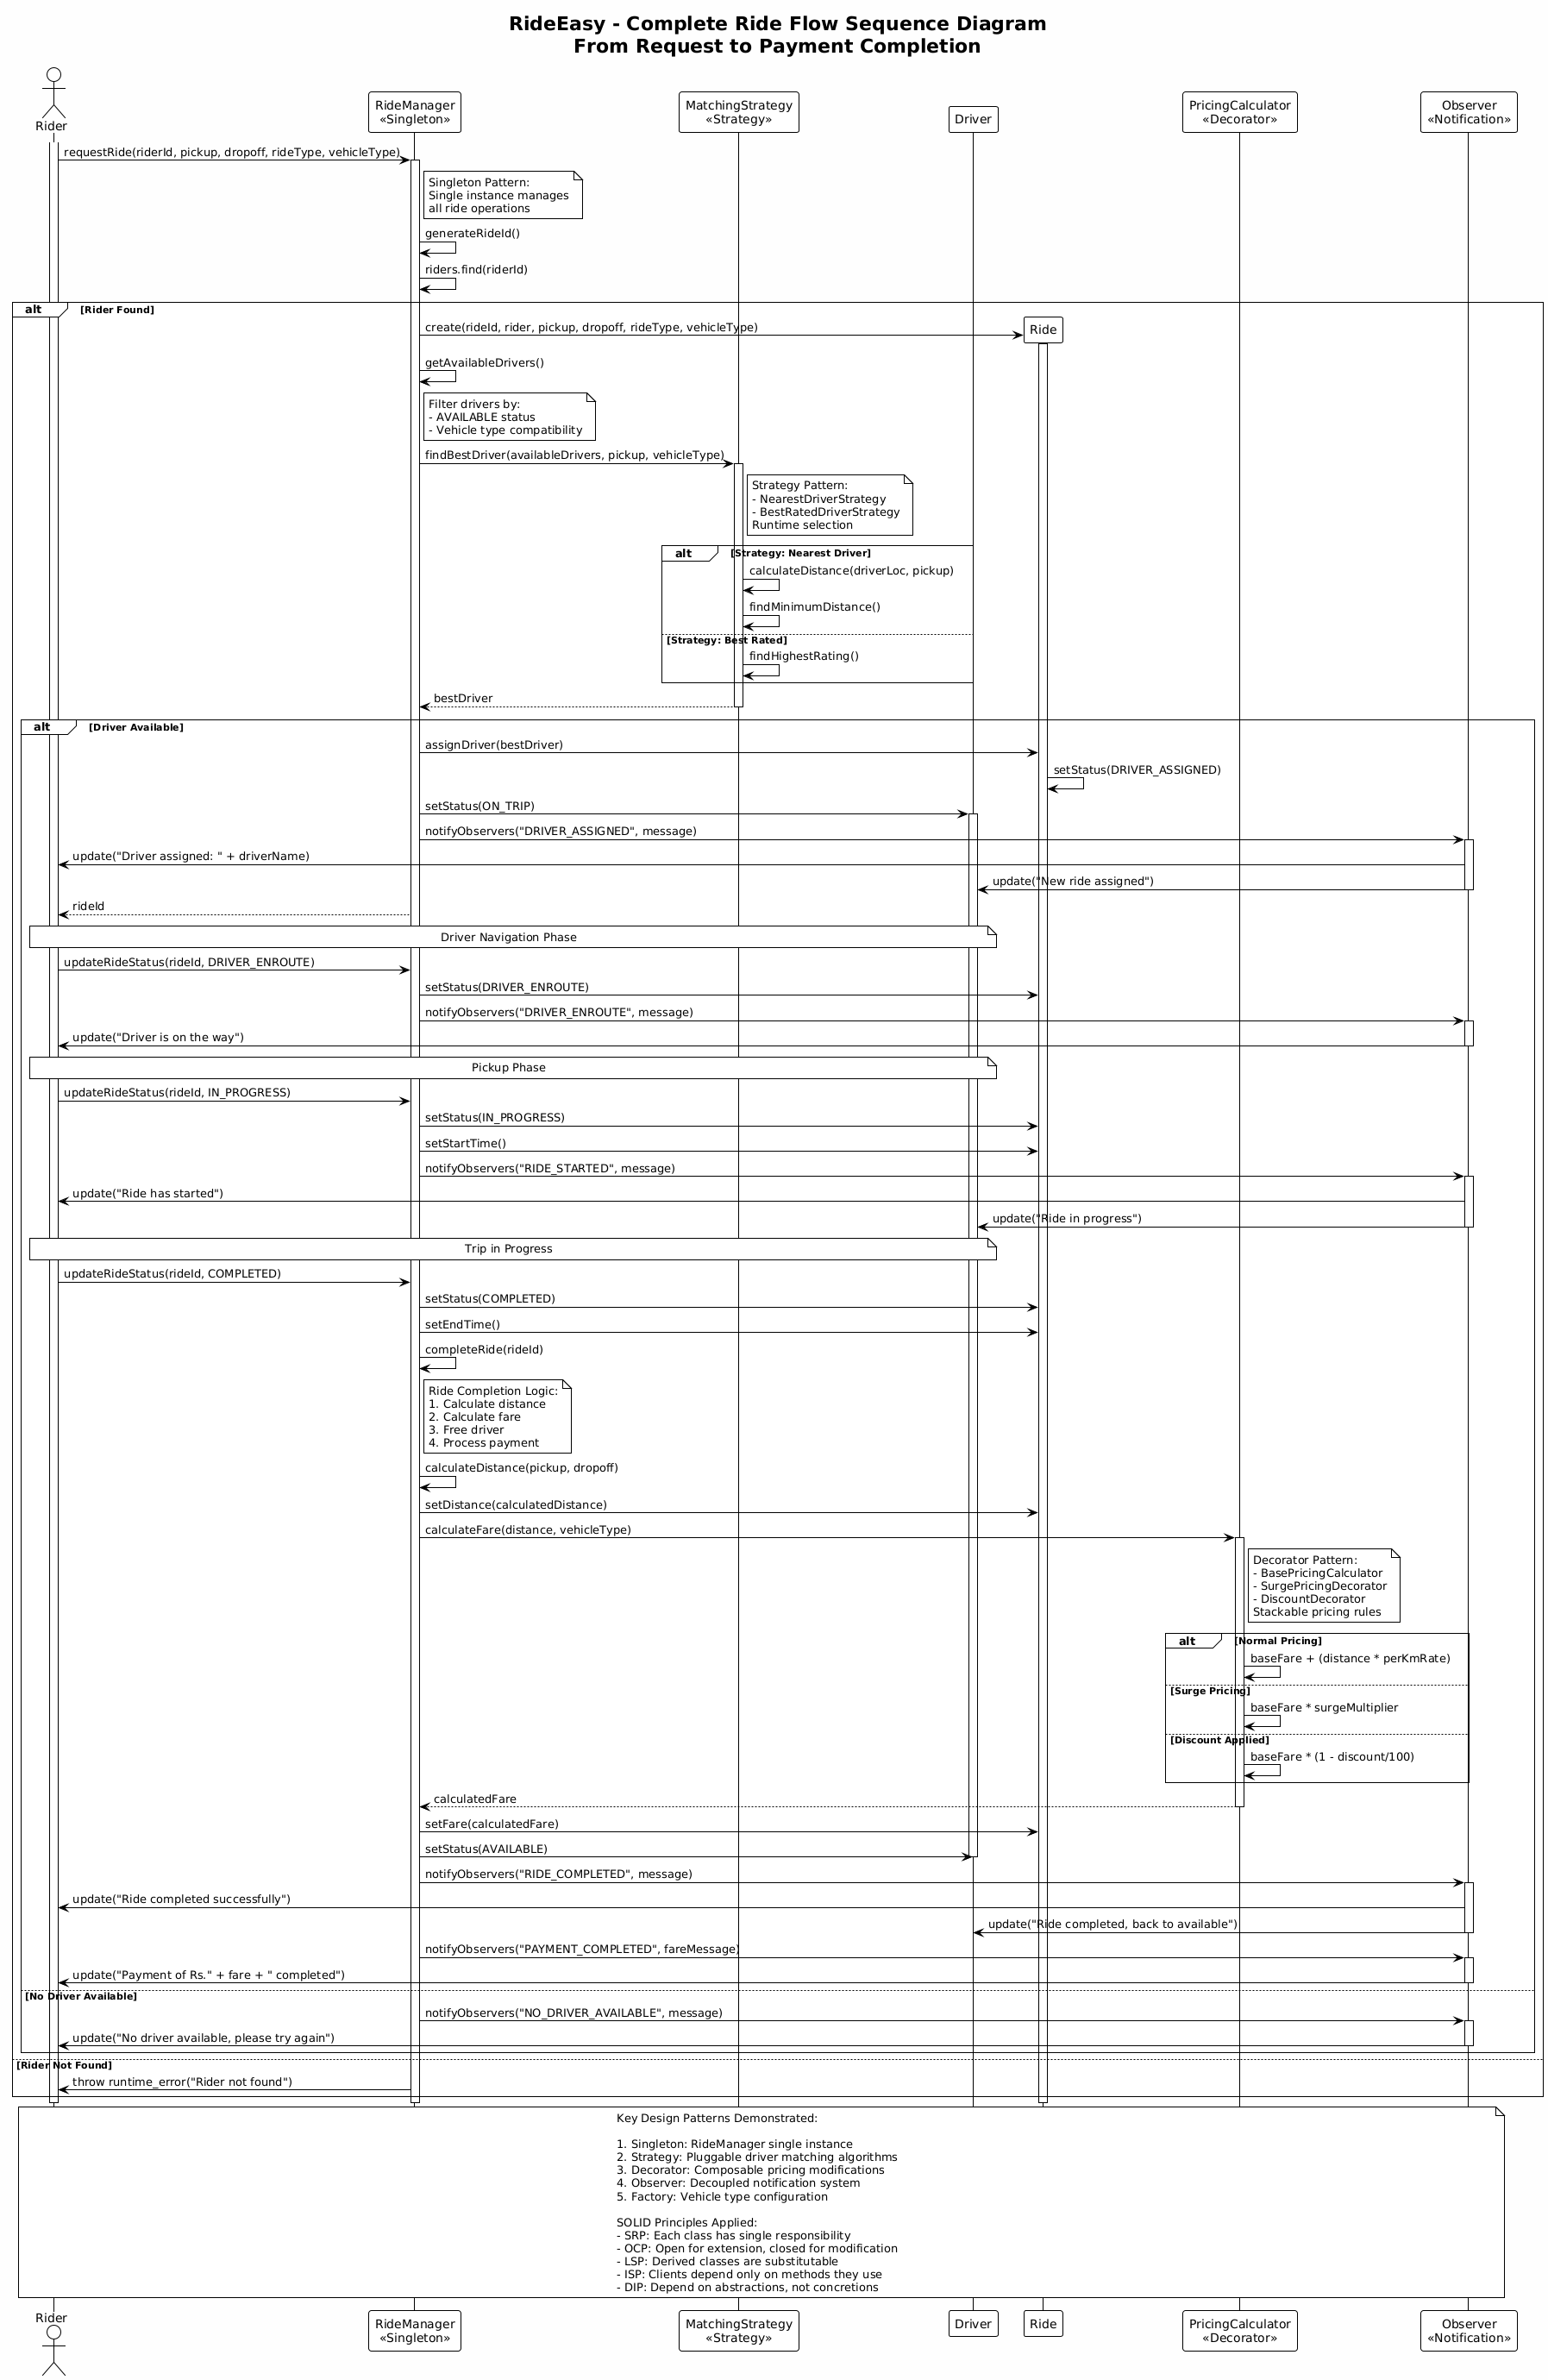 RideEasy - Complete Ride Flow Sequence Diagram
From Request to Payment Completion
Rider
RideManager
«Singleton»
MatchingStrategy
«Strategy»
Driver
PricingCalculator
«Decorator»
Observer
«Notification»
requestRide(riderId, pickup, dropoff, rideType, vehicleType)
Singleton Pattern:
Single instance manages
all ride operations
generateRideId()
riders.find(riderId)
alt [Rider Found]
create(rideId, rider, pickup, dropoff, rideType, vehicleType)
Ride
getAvailableDrivers()
Filter drivers by:
- AVAILABLE status
- Vehicle type compatibility
findBestDriver(availableDrivers, pickup, vehicleType)
Strategy Pattern:
- NearestDriverStrategy
- BestRatedDriverStrategy
Runtime selection
alt [Strategy: Nearest Driver]
calculateDistance(driverLoc, pickup)
findMinimumDistance()
[Strategy: Best Rated]
findHighestRating()
bestDriver
alt [Driver Available]
assignDriver(bestDriver)
setStatus(DRIVER_ASSIGNED)
setStatus(ON_TRIP)
notifyObservers("DRIVER_ASSIGNED", message)
update("Driver assigned: " + driverName)
update("New ride assigned")
rideId
Driver Navigation Phase
updateRideStatus(rideId, DRIVER_ENROUTE)
setStatus(DRIVER_ENROUTE)
notifyObservers("DRIVER_ENROUTE", message)
update("Driver is on the way")
Pickup Phase
updateRideStatus(rideId, IN_PROGRESS)
setStatus(IN_PROGRESS)
setStartTime()
notifyObservers("RIDE_STARTED", message)
update("Ride has started")
update("Ride in progress")
Trip in Progress
updateRideStatus(rideId, COMPLETED)
setStatus(COMPLETED)
setEndTime()
completeRide(rideId)
Ride Completion Logic:
1. Calculate distance
2. Calculate fare
3. Free driver
4. Process payment
calculateDistance(pickup, dropoff)
setDistance(calculatedDistance)
calculateFare(distance, vehicleType)
Decorator Pattern:
- BasePricingCalculator
- SurgePricingDecorator
- DiscountDecorator
Stackable pricing rules
alt [Normal Pricing]
baseFare + (distance * perKmRate)
[Surge Pricing]
baseFare * surgeMultiplier
[Discount Applied]
baseFare * (1 - discount/100)
calculatedFare
setFare(calculatedFare)
setStatus(AVAILABLE)
notifyObservers("RIDE_COMPLETED", message)
update("Ride completed successfully")
update("Ride completed, back to available")
notifyObservers("PAYMENT_COMPLETED", fareMessage)
update("Payment of Rs." + fare + " completed")
[No Driver Available]
notifyObservers("NO_DRIVER_AVAILABLE", message)
update("No driver available, please try again")
[Rider Not Found]
throw runtime_error("Rider not found")
Key Design Patterns Demonstrated:
1. Singleton: RideManager single instance
2. Strategy: Pluggable driver matching algorithms
3. Decorator: Composable pricing modifications
4. Observer: Decoupled notification system
5. Factory: Vehicle type configuration
SOLID Principles Applied:
- SRP: Each class has single responsibility
- OCP: Open for extension, closed for modification
- LSP: Derived classes are substitutable
- ISP: Clients depend only on methods they use
- DIP: Depend on abstractions, not concretions
Rider
RideManager
«Singleton»
MatchingStrategy
«Strategy»
Driver
Ride
PricingCalculator
«Decorator»
Observer
«Notification»